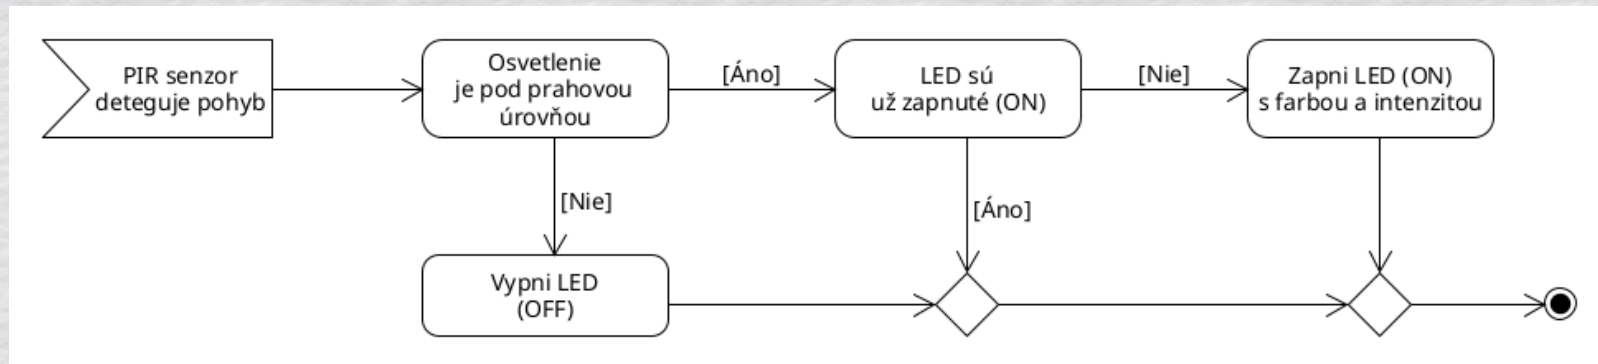 PIR senzor
deteguje pohyb
Osvetlenie
je pod prahovou
úrovňou
[Áno]
LED sú
už zapnuté (ON)
[Nie]
Zapni LED (ON)
s farbou a intenzitou
[Nie]
[Áno]
Vypni LED
(OFF)